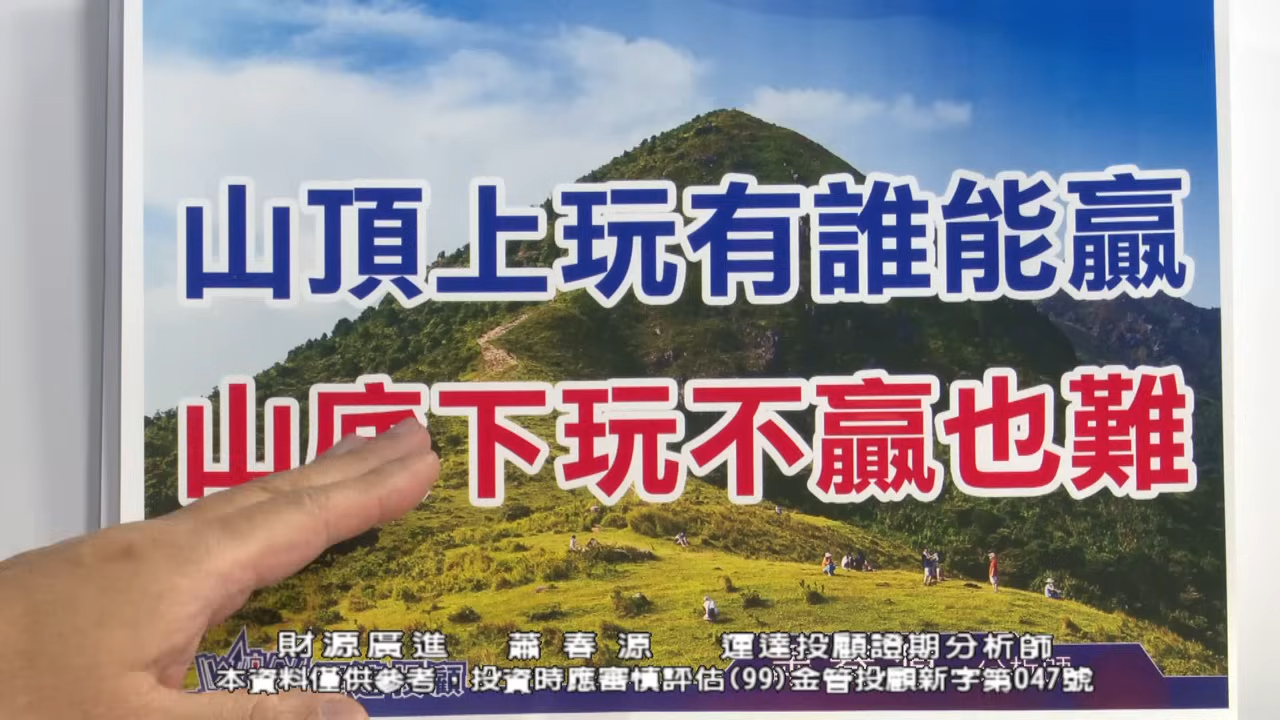 山頂上玩有誰能贏
山底下玩不贏也難
財源廣進 蕭春源 運達投顧證期分析師
本資料僅供參考，投資時應審慎評估(99)金管投顧新字第047號